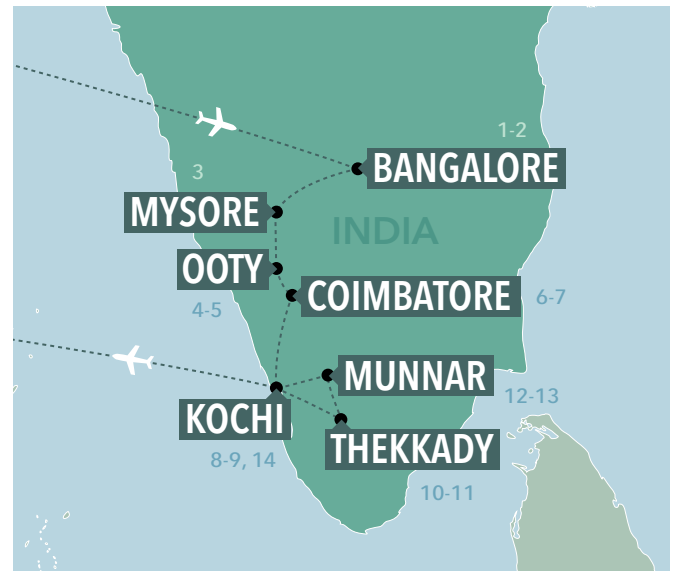 1-2
BANGALORE
3
MYSORE
INDIA
OOTY
4-5
COIMBATORE
6-7
MUNNAR
12-13
KOCHI
8-9, 14
THEKKADY
10-11